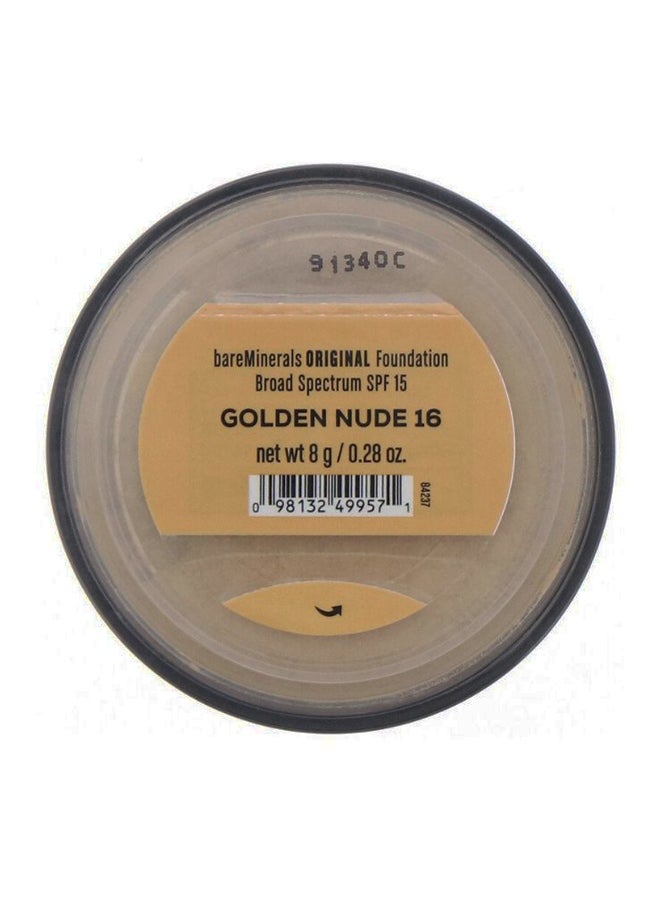 91340C
bareMinerals ORIGINAL Foundation
Broad Spectrum SPF 15
GOLDEN NUDE 16
net wt 8 g / 0.28 oz.
84237
0 98132 49957 1